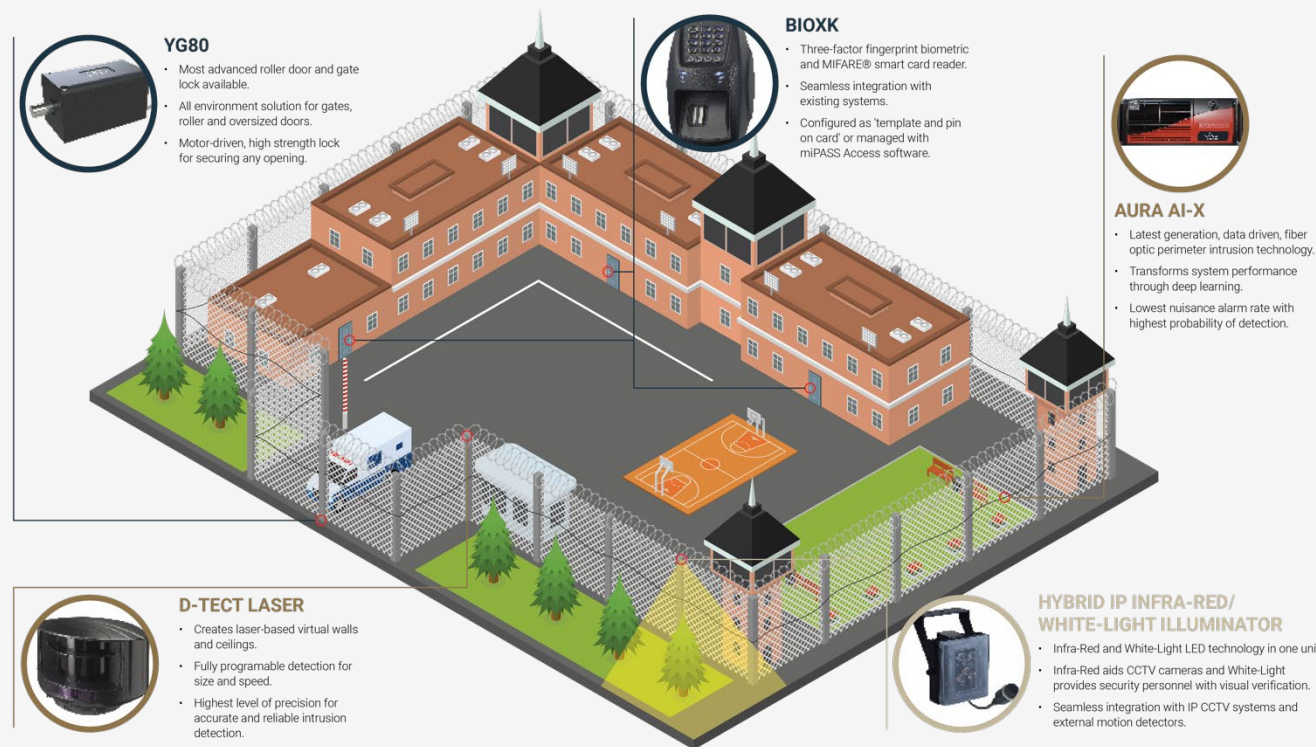 YG80
• Most advanced roller door and gate
lock available.
• All environment solution for gates,
roller and oversized doors.
• Motor-driven, high strength lock
for securing any opening.
BIOXK
• Three-factor fingerprint biometric
and MIFARE® smart card reader.
• Seamless integration with
existing systems.
• Configured as 'template and pin
on card' or managed with
miPASS Access software.
AURA AI-X
• Latest generation, data driven, fiber
optic perimeter intrusion technology.
• Transforms system performance
through deep learning.
• Lowest nuisance alarm rate with
highest probability of detection.
D-TECT LASER
• Creates laser-based virtual walls
and ceilings.
• Fully programable detection for
size and speed.
• Highest level of precision for
accurate and reliable intrusion
detection.
HYBRID IP INFRA-RED/
WHITE-LIGHT ILLUMINATOR
• Infra-Red and White-Light LED technology in one uni
• Infra-Red aids CCTV cameras and White-Light
provides security personnel with visual verification.
• Seamless integration with IP CCTV systems and
external motion detectors.